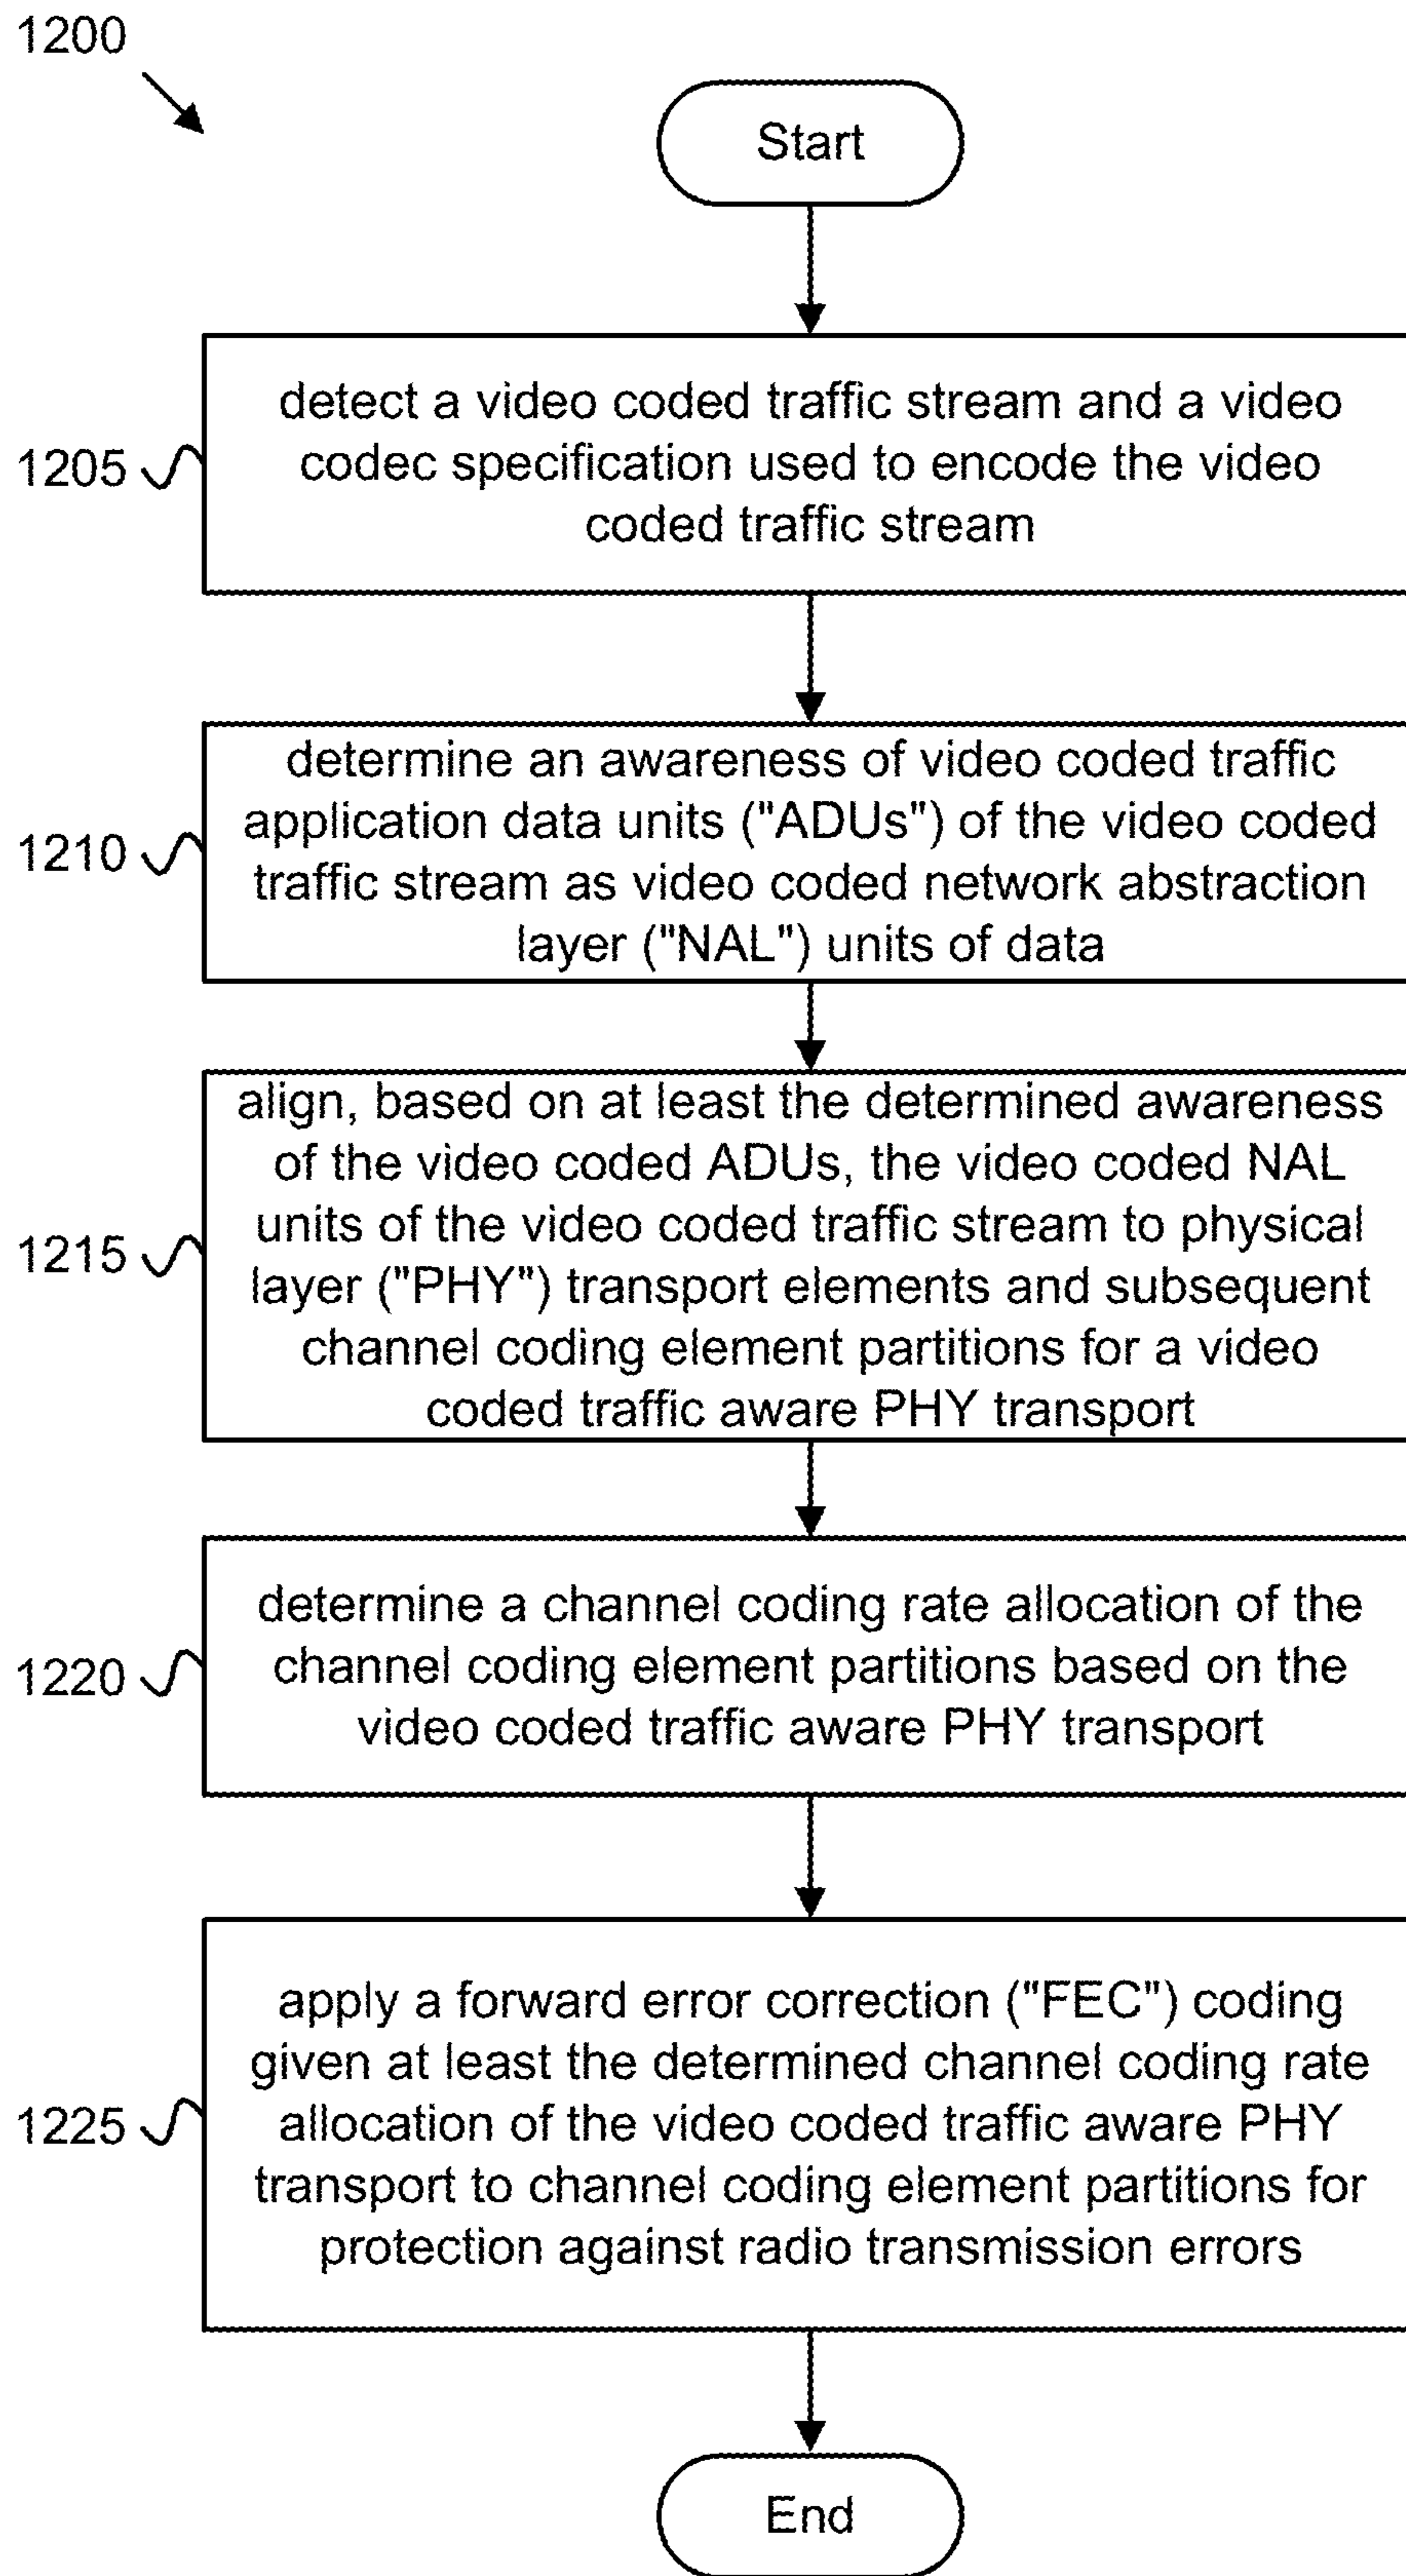 1200
Start
1205
detect a video coded traffic stream and a video
codec specification used to encode the video
coded traffic stream
1210
determine an awareness of video coded traffic
application data units ("ADUs") of the video coded
traffic stream as video coded network abstraction
layer ("NAL") units of data
1215
align, based on at least the determined awareness
of the video coded ADUs, the video coded NAL
units of the video coded traffic stream to physical
layer ("PHY") transport elements and subsequent
channel coding element partitions for a video
coded traffic aware PHY transport
1220
determine a channel coding rate allocation of the
channel coding element partitions based on the
video coded traffic aware PHY transport
1225
apply a forward error correction ("FEC") coding
given at least the determined channel coding rate
allocation of the video coded traffic aware PHY
transport to channel coding element partitions for
protection against radio transmission errors
End